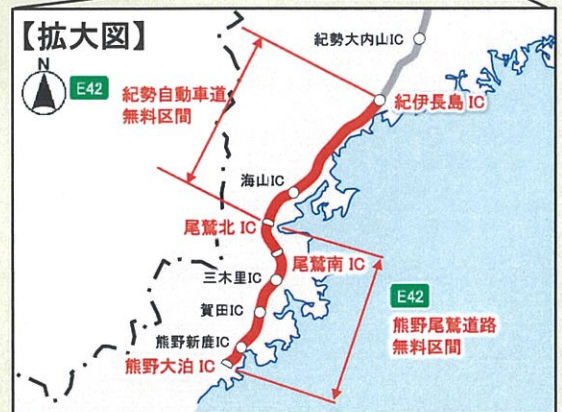 【拡大図】
N
E42
紀勢自動車道
無料区間
紀勢大内山IC
紀伊長島 IC
海山IC
尾鷲北 IC
尾鷲南 IC
三木里IC
賀田IC
E42
熊野尾鷲道路
無料区間
熊野新鹿IC
熊野大泊 IC